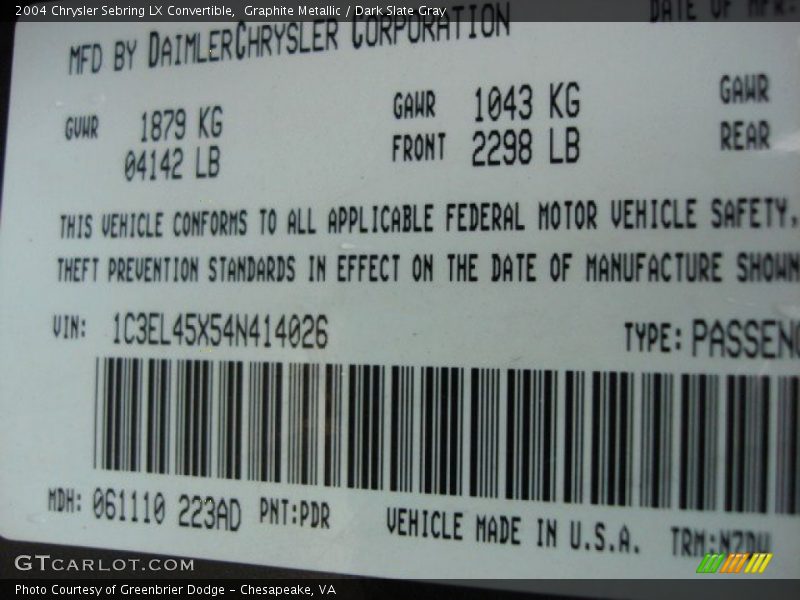 2004 Chrysler Sebring LX Convertible,  Graphite Metallic / Dark Slate Gray
DATE OF MFR:
MFD BY DAIMLERCHRYSLER CORPORATION
GVWR 1879 KG GAWR 1043 KG GAWR
04142 LB FRONT 2298 LB REAR
THIS VEHICLE CONFORMS TO ALL APPLICABLE FEDERAL MOTOR VEHICLE SAFETY,
THEFT PREVENTION STANDARDS IN EFFECT ON THE DATE OF MANUFACTURE SHOWN
VIN: 1C3EL45X54N414026 TYPE: PASSENG
MDH: 061110 223AD PNT:PDR VEHICLE MADE IN U.S.A. TRM:
GTCARLOT.COM
Photo Courtesy of Greenbrier Dodge – Chesapeake, VA